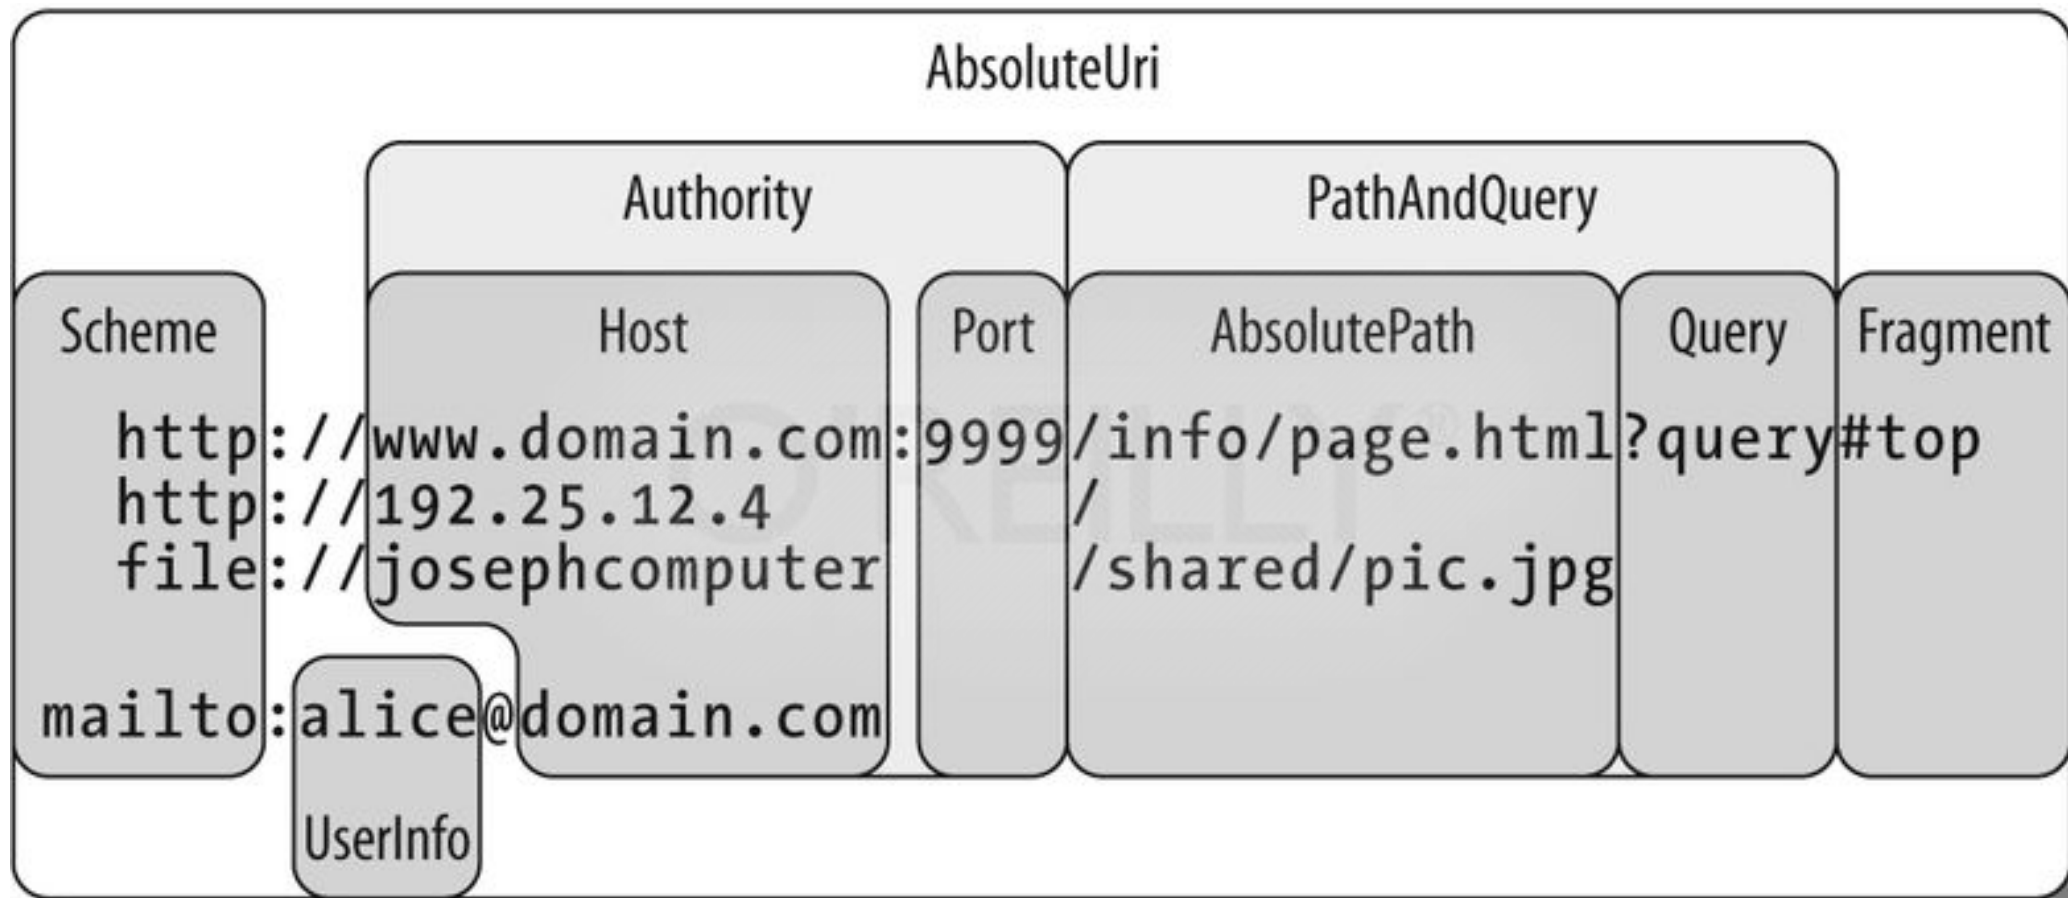 AbsoluteUri
Authority PathAndQuery
Scheme Host Port AbsolutePath Query Fragment
http://www.domain.com:9999/info/page.html?query#top
http://192.25.12.4 /
file://josephcomputer /shared/pic.jpg
mailto:alice@domain.com
UserInfo
O'REILLY®